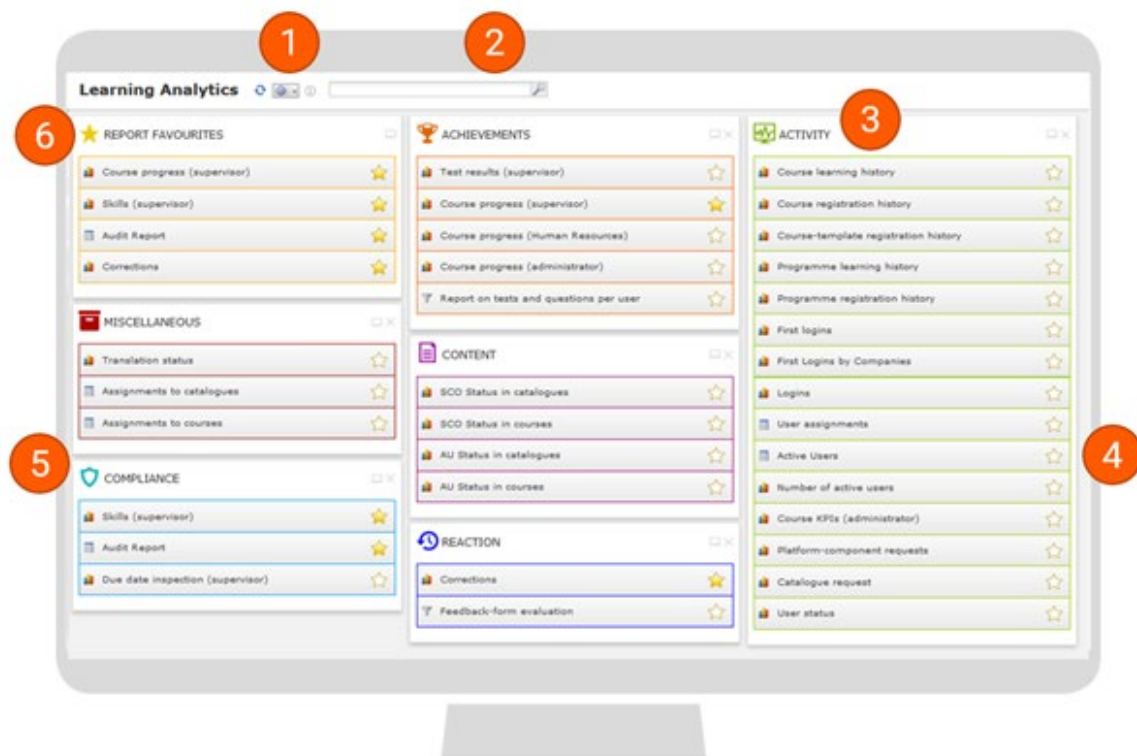 1
2
Learning Analytics
6
REPORT FAVOURITES
Course progress (supervisor)
Skills (supervisor)
Audit Report
Corrections
MISCELLANEOUS
Translation status
Assignments to catalogues
Assignments to courses
5
COMPLIANCE
Skills (supervisor)
Audit Report
Due date inspection (supervisor)
ACHIEVEMENTS
Test results (supervisor)
Course progress (supervisor)
Course progress (Human Resources)
Course progress (administrator)
Report on tests and questions per user
CONTENT
SCO Status in catalogues
SCO Status in courses
AU Status in catalogues
AU Status in courses
REACTION
Corrections
Feedback-form evaluation
3
ACTIVITY
Course learning history
Course registration history
Course-template registration history
Programme learning history
Programme registration history
First logins
First Logins by Companies
Logins
User assignments
Active Users
4
Number of active users
Course KPIs (administrator)
Platform-component requests
Catalogue request
User status